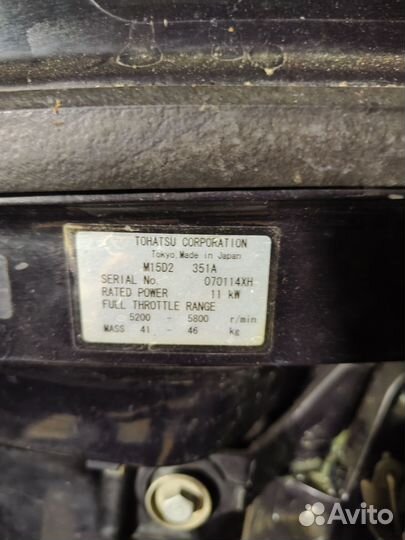 TOHATSU CORPORATION
Tokyo, Made in Japan
M15D2 351A
SERIAL No. 070114XH
RATED POWER 11 kW
FULL THROTTLE RANGE
5200 - 5800 r/min
MASS 41 - 46 kg
Avito